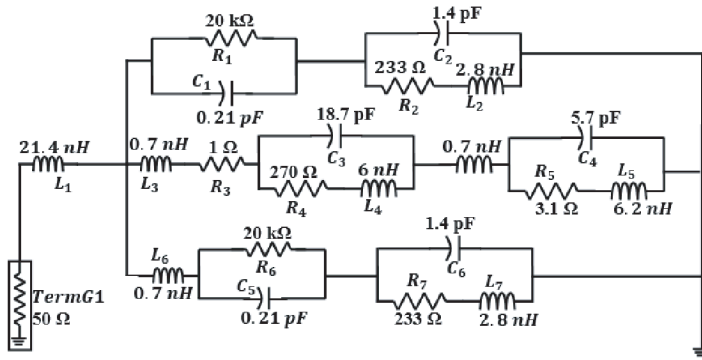 20 kΩ
R1
C1
0.21 pF
1.4 pF
C2
233 Ω
R2
2.8 nH
L2
21.4 nH
L1
0.7 nH
L3
1 Ω
R3
18.7 pF
C3
270 Ω
R4
6 nH
L4
0.7 nH
5.7 pF
C4
R5
3.1 Ω
L5
6.2 nH
L6
0.7 nH
20 kΩ
R6
C5
0.21 pF
1.4 pF
C6
R7
233 Ω
L7
2.8 nH
TermG1
50 Ω